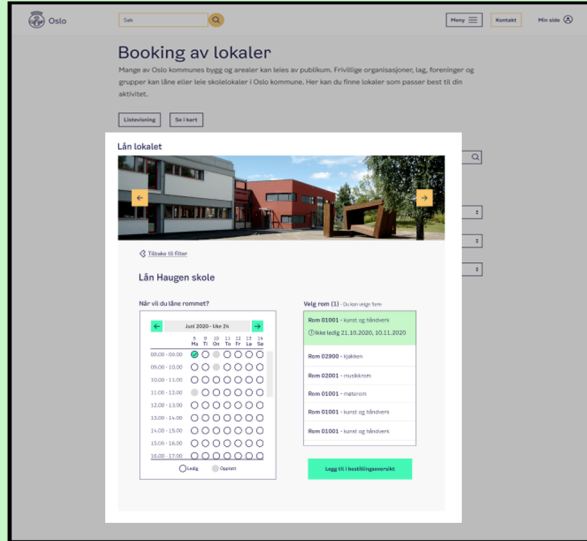 Oslo
Søk
Meny
Kontakt
Min side
Booking av lokaler
Mange av Oslo kommunes bygg og arealer kan leies av publikum. Frivillige organisasjoner, lag, foreninger og
grupper kan låne eller leie skolelokaler i Oslo kommune. Her kan du finne lokaler som passer best til din
aktivitet.
Listevisning
Se i kart
Lån lokalet
Tilbake til filter
Lån Haugen skole
Når vil du låne rommet?
Velg rom (1) - Du kan velge flere
Juni 2020 - Uke 24
8 9 10 11 12 13 14
Ma Ti On To Fr Lø Sø
08.00 - 09.00
09.00 - 10.00
10.00 - 11.00
11.00 - 12.00
12.00 - 13.00
13.00 - 14.00
14.00 - 15.00
15.00 - 16.00
16.00 - 17.00
Ledig
Opptatt
Rom 01001 - kunst og håndverk
Ikke ledig 21.10.2020, 10.11.2020
Rom 02900 - kjøkken
Rom 02001 - musikkrom
Rom 01001 - møterom
Rom 01001 - kunst og håndverk
Rom 01001 - kunst og håndverk
Legg til i bestillingsoversikt